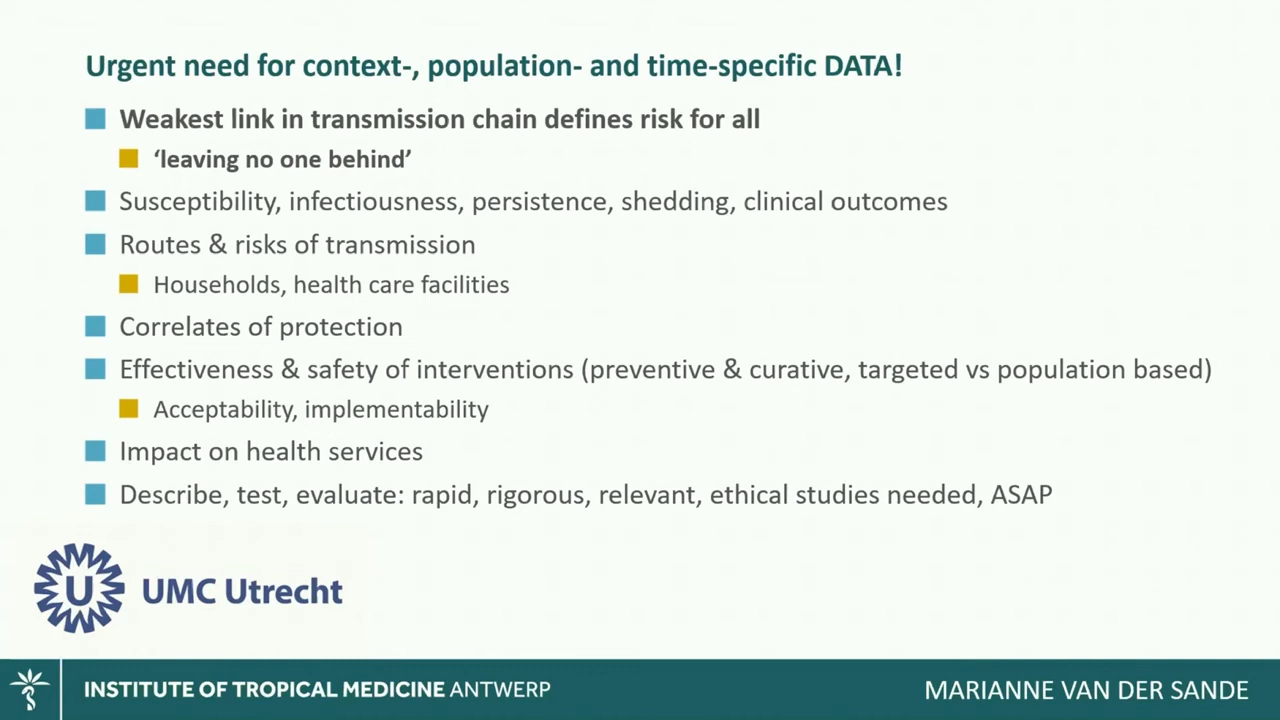 Urgent need for context-, population- and time-specific DATA!
Weakest link in transmission chain defines risk for all
‘leaving no one behind’
Susceptibility, infectiousness, persistence, shedding, clinical outcomes
Routes & risks of transmission
Households, health care facilities
Correlates of protection
Effectiveness & safety of interventions (preventive & curative, targeted vs population based)
Acceptability, implementability
Impact on health services
Describe, test, evaluate: rapid, rigorous, relevant, ethical studies needed, ASAP
U UMC Utrecht
INSTITUTE OF TROPICAL MEDICINE ANTWERP
MARIANNE VAN DER SANDE